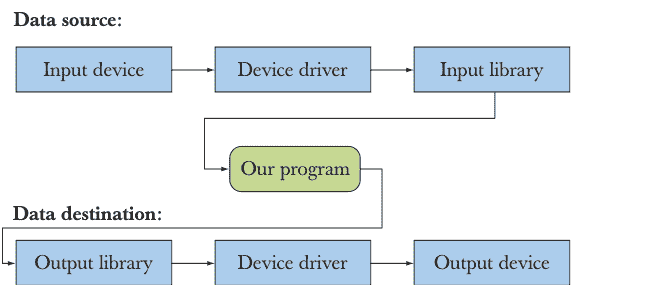 Data source:
Input device
Device driver
Input library
Our program
Data destination:
Output library
Device driver
Output device